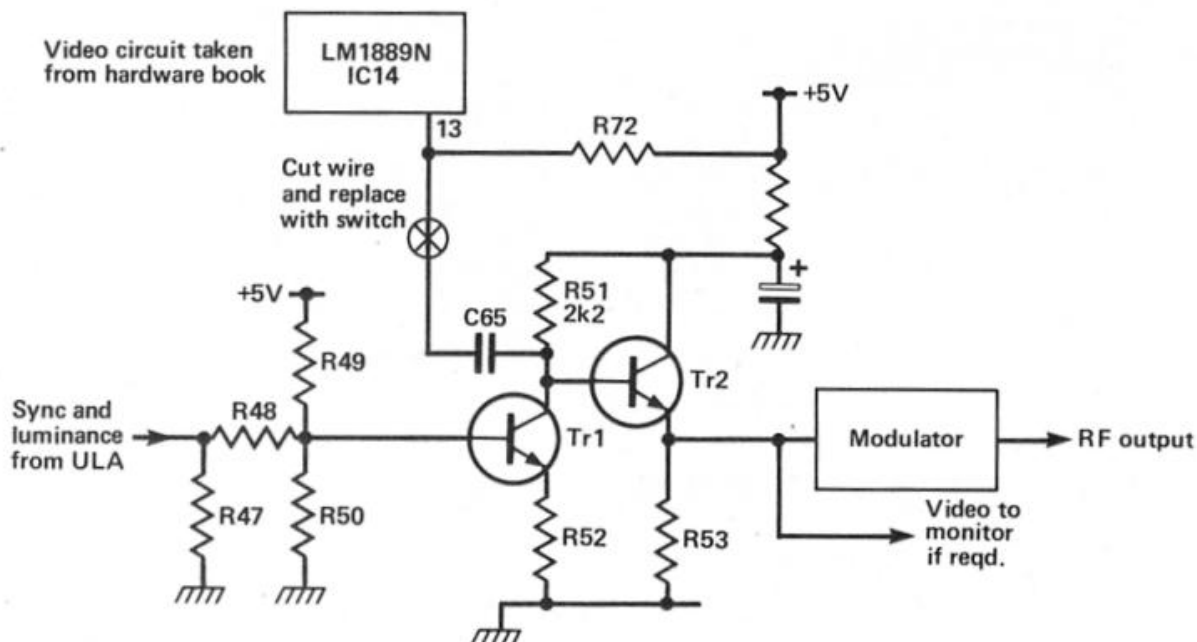 Video circuit taken
from hardware book
LM1889N
IC14
13
+5V
R72
Cut wire
and replace
with switch
+
+5V
R51
2k2
C65
R49
Tr2
Sync and
luminance
from ULA
R48
Tr1
Modulator
RF output
R47
R50
R52
R53
Video to
monitor
if reqd.